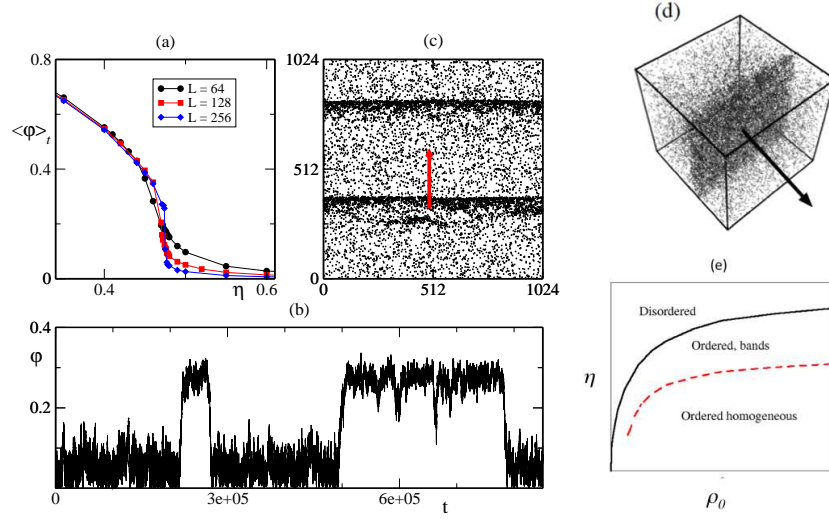 (a)
0.8
<φ>t
0.4
0
0.4
η
0.6
L = 64
L = 128
L = 256
(c)
1024
512
0
0
512
1024
(d)
(b)
0.4
φ
0.2
0
3e+05
6e+05
t
(e)
Disordered
Ordered, bands
η
Ordered homogeneous
ρ0